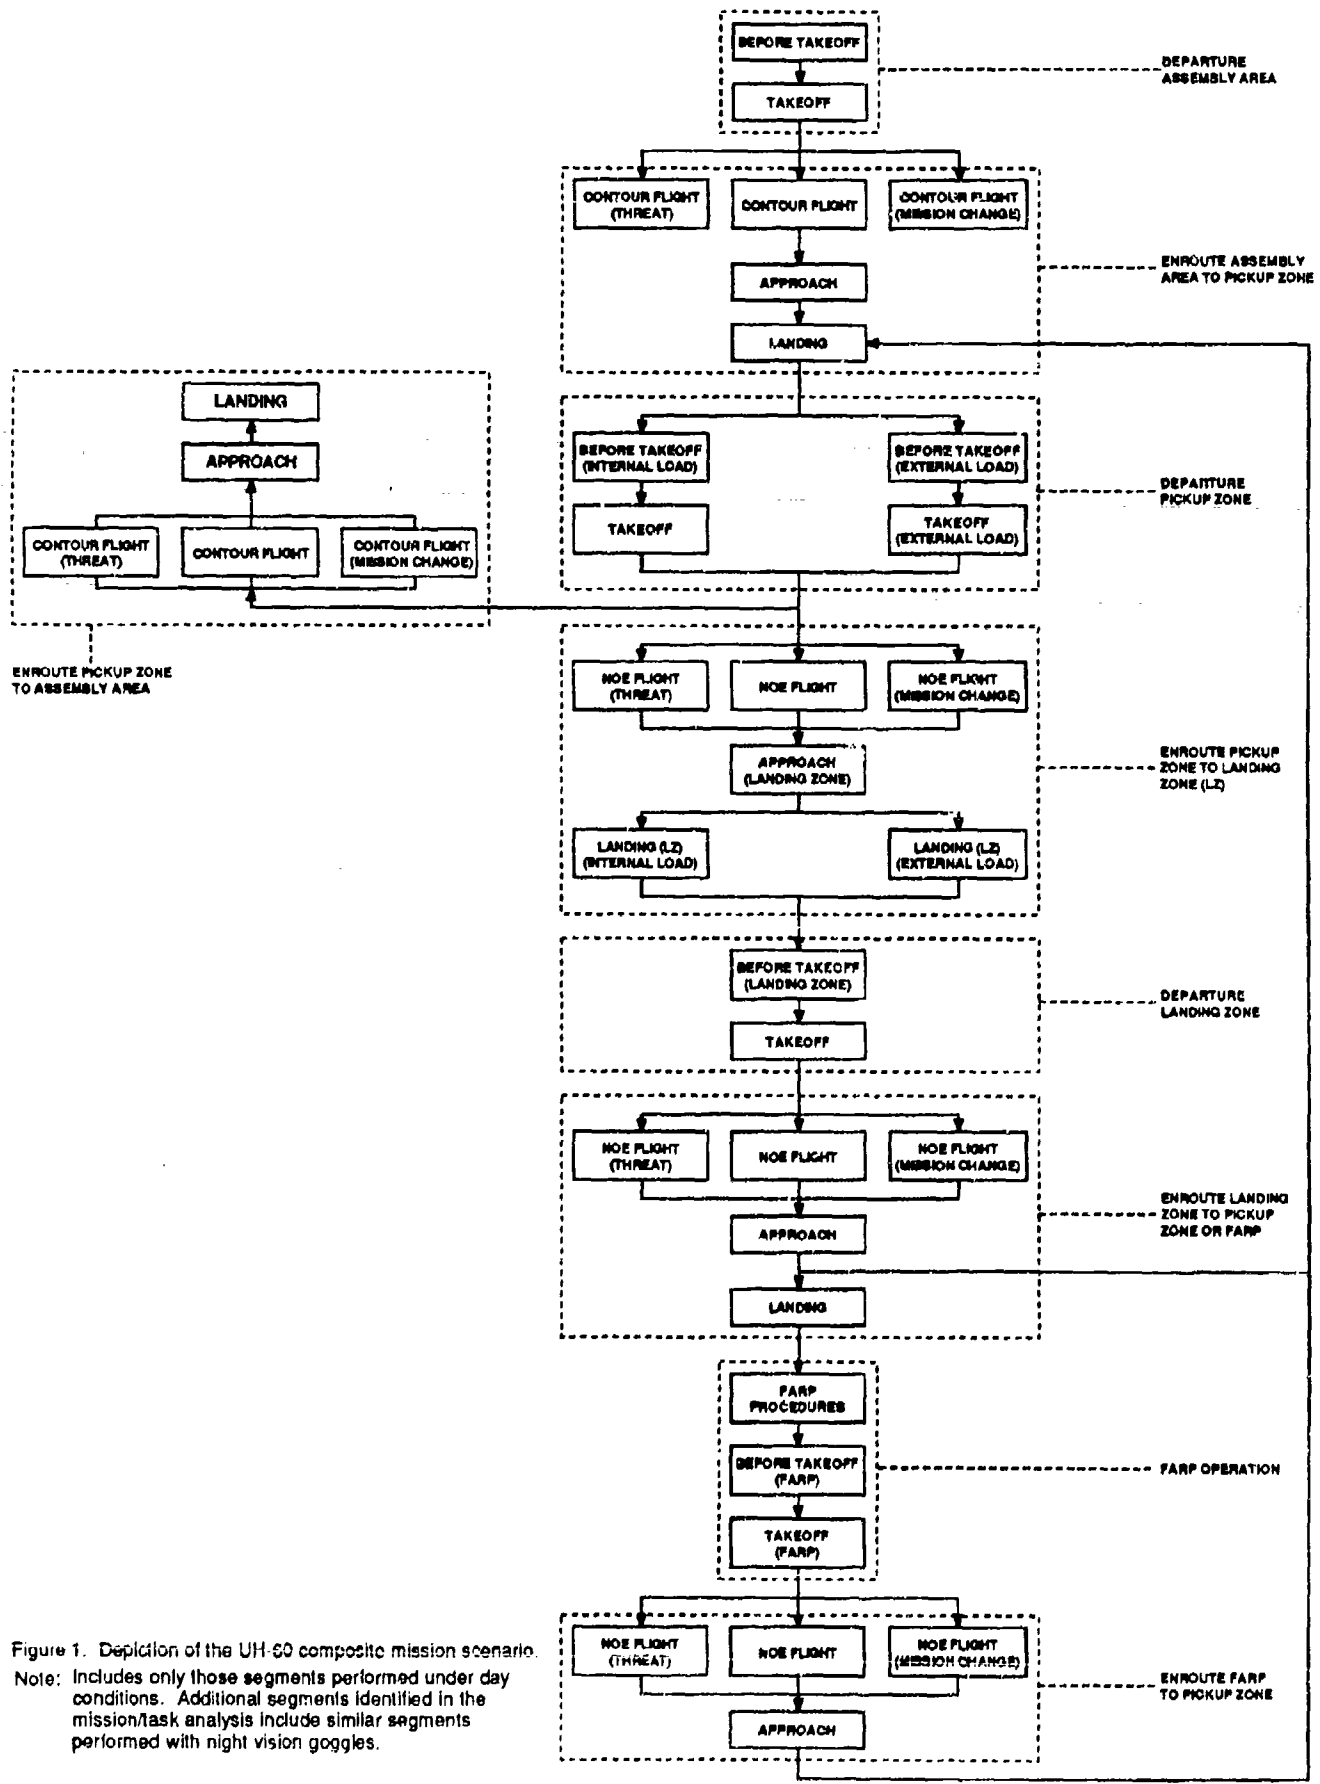 BEFORE TAKEOFF
TAKEOFF
DEPARTURE
ASSEMBLY AREA
CONTOUR FLIGHT
(THREAT)
CONTOUR FLIGHT
CONTOUR FLIGHT
(MISSION CHANGE)
APPROACH
LANDING
ENROUTE ASSEMBLY
AREA TO PICKUP ZONE
LANDING
APPROACH
CONTOUR FLIGHT
(THREAT)
CONTOUR FLIGHT
CONTOUR FLIGHT
(MISSION CHANGE)
ENROUTE PICKUP ZONE
TO ASSEMBLY AREA
BEFORE TAKEOFF
(INTERNAL LOAD)
BEFORE TAKEOFF
(EXTERNAL LOAD)
TAKEOFF
TAKEOFF
(EXTERNAL LOAD)
DEPARTURE
PICKUP ZONE
NOE FLIGHT
(THREAT)
NOE FLIGHT
NOE FLIGHT
(MISSION CHANGE)
APPROACH
(LANDING ZONE)
LANDING (LZ)
(INTERNAL LOAD)
LANDING (LZ)
(EXTERNAL LOAD)
ENROUTE PICKUP
ZONE TO LANDING
ZONE (LZ)
BEFORE TAKEOFF
(LANDING ZONE)
TAKEOFF
DEPARTURE
LANDING ZONE
NOE FLIGHT
(THREAT)
NOE FLIGHT
NOE FLIGHT
(MISSION CHANGE)
APPROACH
LANDING
ENROUTE LANDING
ZONE TO PICKUP
ZONE OR FARP
FARP
PROCEDURES
BEFORE TAKEOFF
(FARP)
TAKEOFF
(FARP)
FARP OPERATION
NOE FLIGHT
(THREAT)
NOE FLIGHT
NOE FLIGHT
(MISSION CHANGE)
APPROACH
ENROUTE FARP
TO PICKUP ZONE
Figure 1. Depiction of the UH-60 composite mission scenario.
Note: Includes only those segments performed under day
conditions. Additional segments identified in the
mission/task analysis include similar segments
performed with night vision goggles.